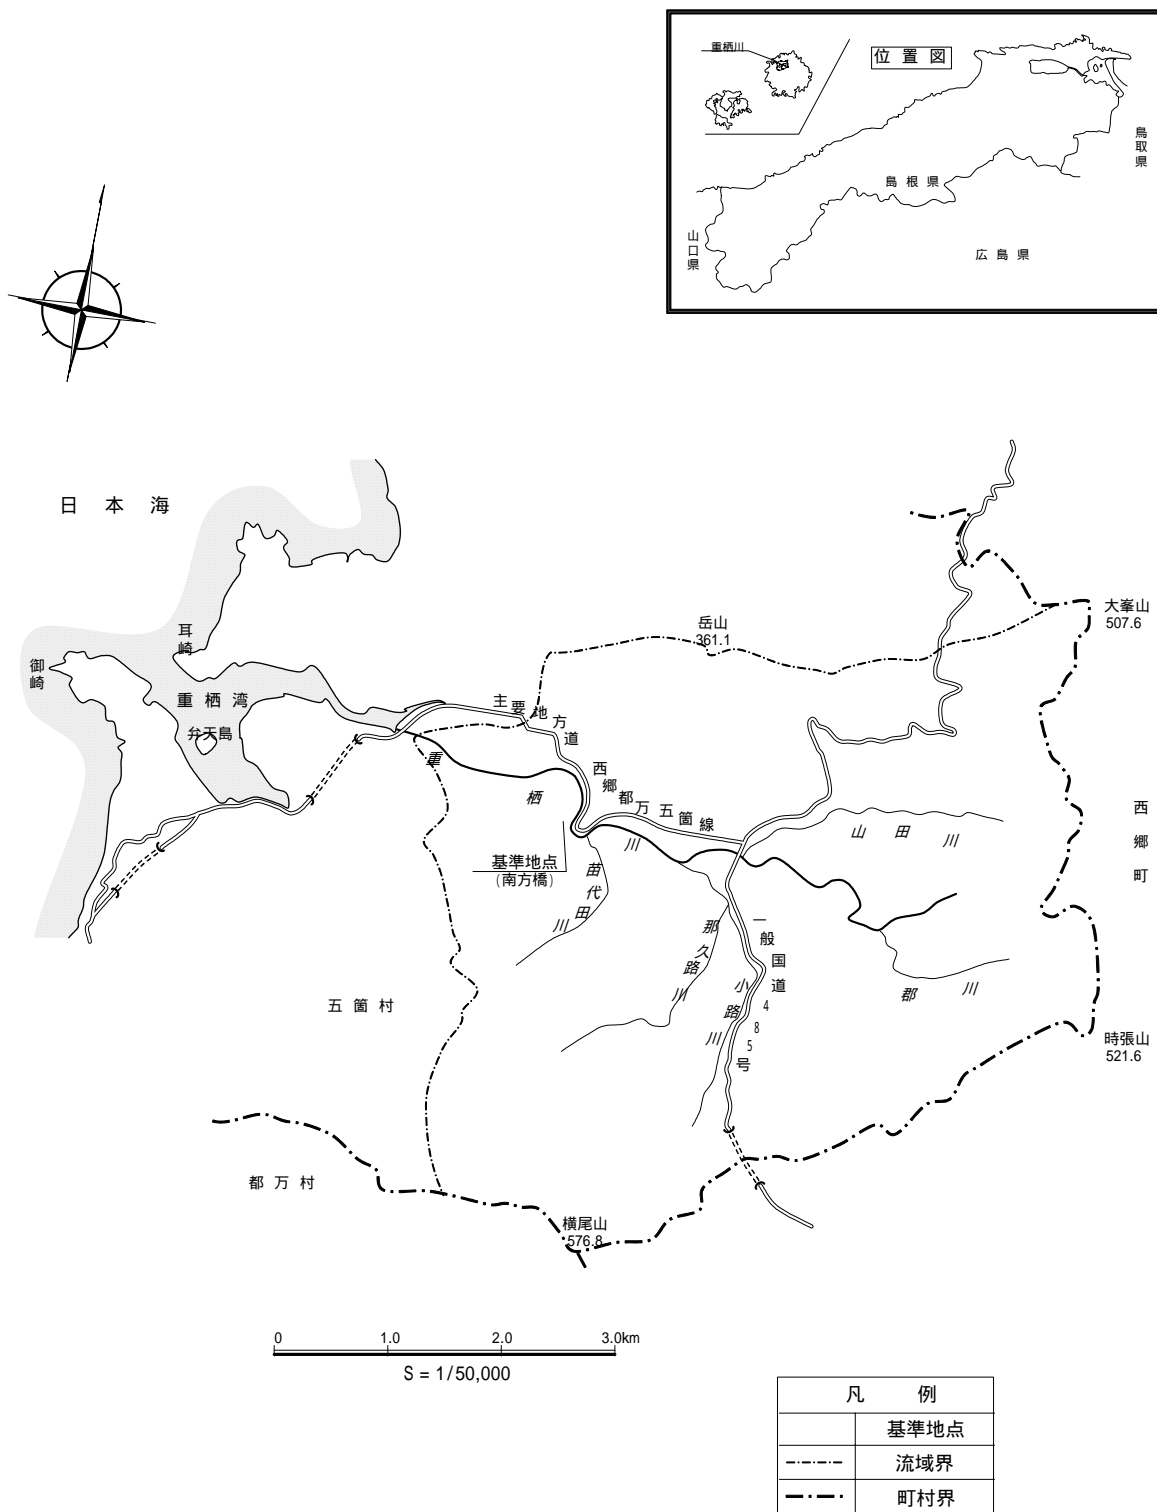 位置図
重栖川
鳥取県
島根県
山口県
広島県
日本海
大峯山
507.6
岳山
361.1
耳崎
御崎
重栖湾
弁天島
主要地方道
西郷都万五箇線
重栖川
山田川
西郷町
基準地点
(南方橋)
苗代田川
那久路川
一般国道485号
小路川
郡川
五箇村
時張山
521.6
都万村
横尾山
576.8
0 1.0 2.0 3.0km
S = 1/50,000
凡例
基準地点
流域界
町村界